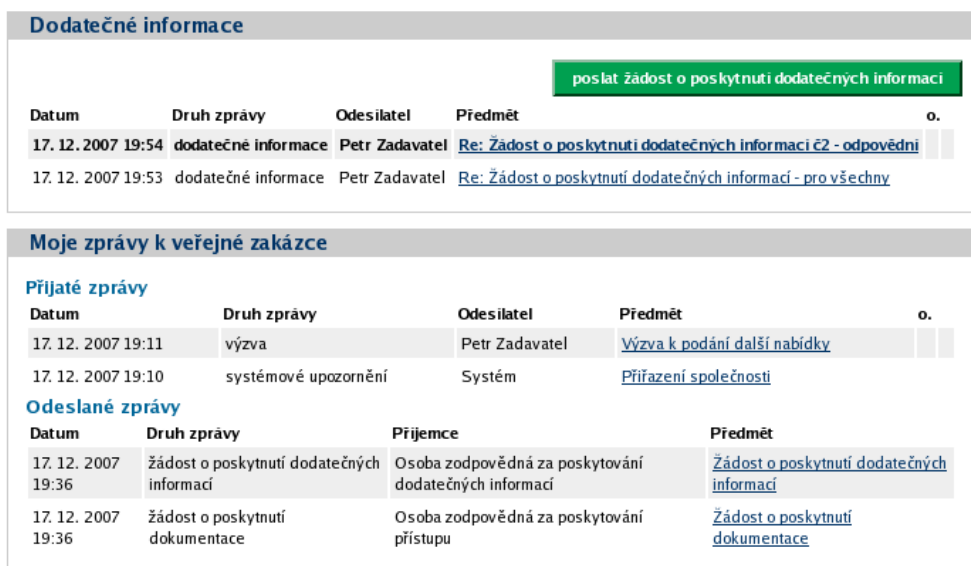 Dodatečné informace
poslat žádost o poskytnutí dodatečných informací
Datum Druh zprávy Odesílatel Předmět o.
17. 12. 2007 19:54 dodatečné informace Petr Zadavatel Re: Žádost o poskytnutí dodatečných informací č2 - odpovědni
17. 12. 2007 19:53 dodatečné informace Petr Zadavatel Re: Žádost o poskytnutí dodatečných informací - pro všechny
Moje zprávy k veřejné zakázce
Přijaté zprávy
Datum Druh zprávy Odesílatel Předmět o.
17. 12. 2007 19:11 výzva Petr Zadavatel Výzva k podání další nabídky
17. 12. 2007 19:10 systémové upozornění Systém Přiřazení společnosti
Odeslané zprávy
Datum Druh zprávy Příjemce Předmět
17. 12. 2007 žádost o poskytnutí dodatečných Osoba zodpovědná za poskytování Žádost o poskytnutí dodatečných
19:36 informací dodatečných informací informací
17. 12. 2007 žádost o poskytnutí Osoba zodpovědná za poskytování Žádost o poskytnutí
19:36 dokumentace přístupu dokumentace